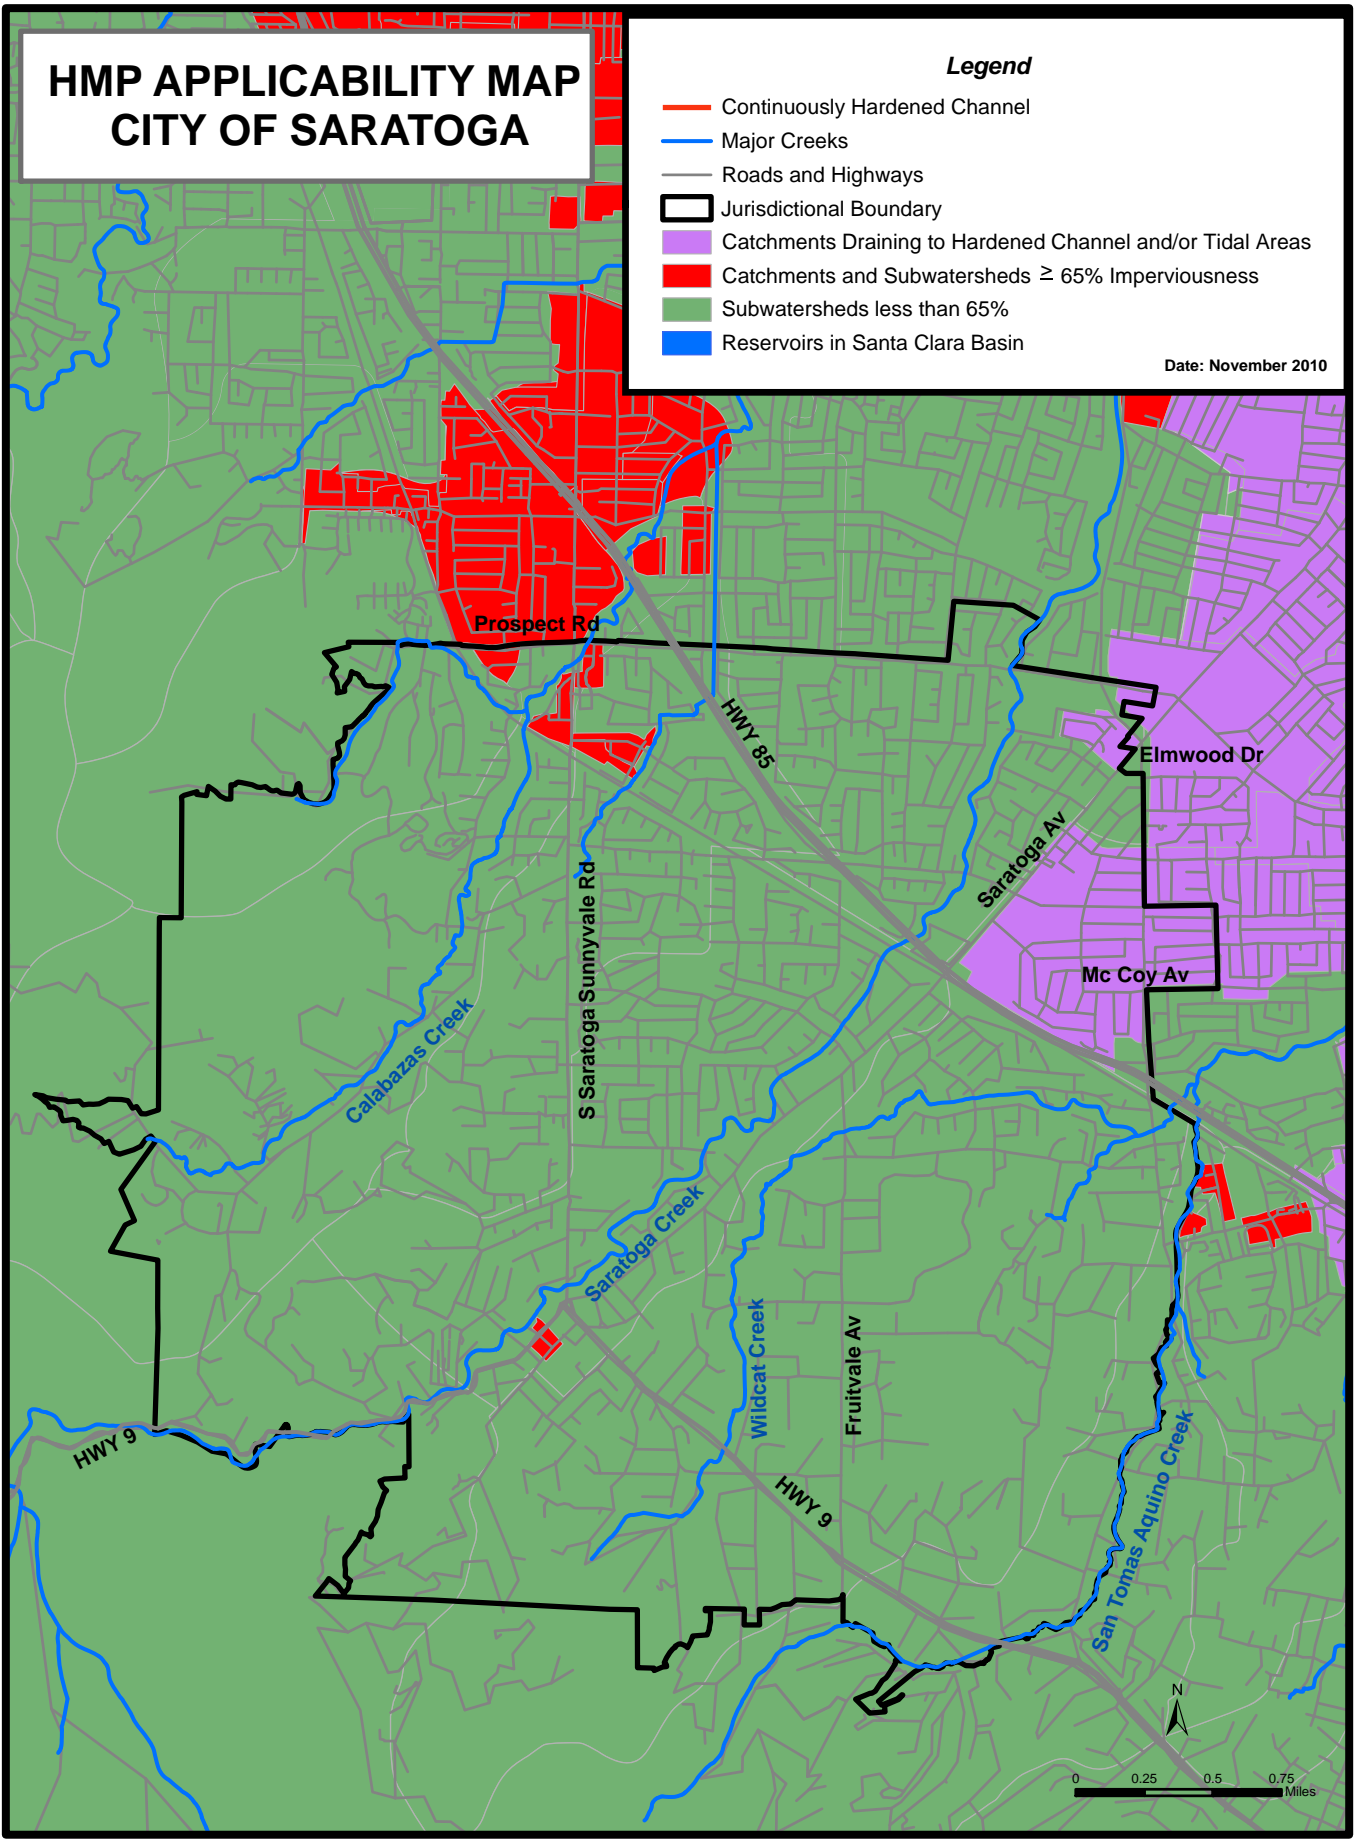 HMP APPLICABILITY MAP
CITY OF SARATOGA
Legend
Continuously Hardened Channel
Major Creeks
Roads and Highways
Jurisdictional Boundary
Catchments Draining to Hardened Channel and/or Tidal Areas
Catchments and Subwatersheds ≥ 65% Imperviousness
Subwatersheds less than 65%
Reservoirs in Santa Clara Basin
Date: November 2010
Prospect Rd
HWY 85
Elmwood Dr
Saratoga Av
S Saratoga Sunnyvale Rd
Mc Coy Av
Calabazas Creek
Saratoga Creek
Wildcat Creek
Fruitvale Av
HWY 9
HWY 9
San Tomas Aquino Creek
N
0 0.25 0.5 0.75
Miles